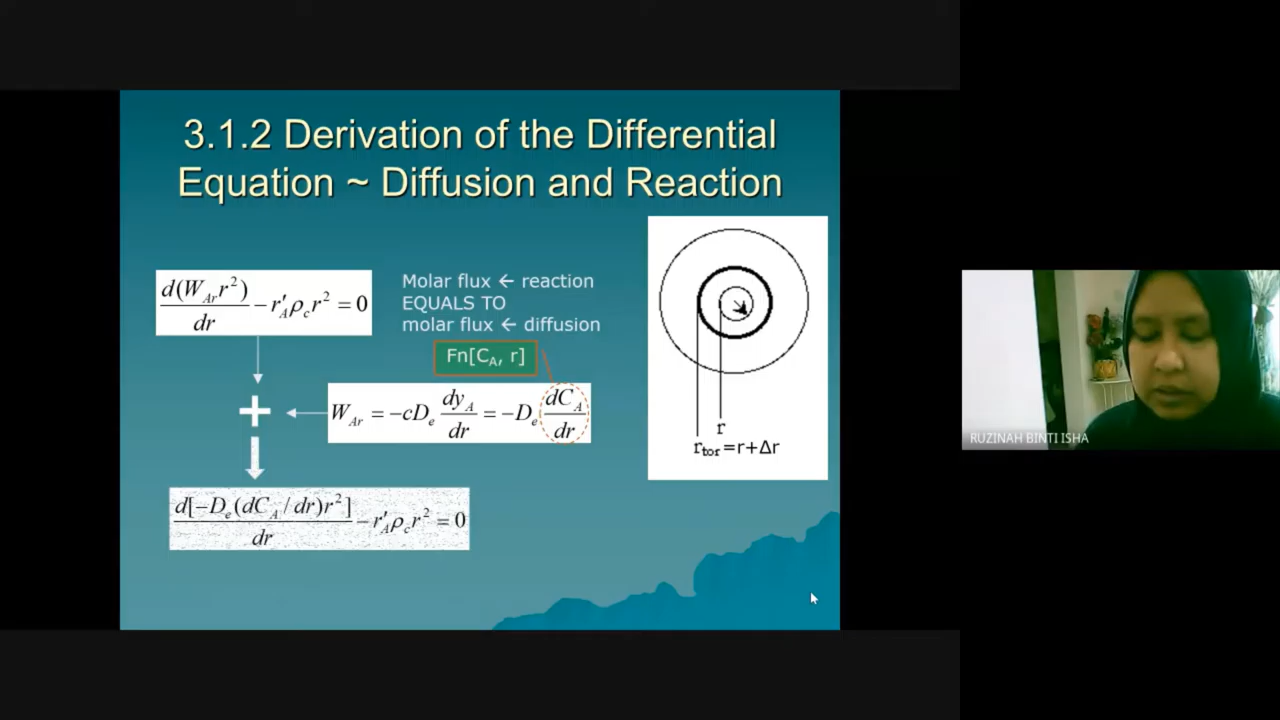 3.1.2 Derivation of the Differential
Equation ~ Diffusion and Reaction
d(W_Ar r²)/dr − r′_A ρ_c r² = 0
Molar flux ← reaction
EQUALS TO
molar flux ← diffusion
Fn[C_A, r]
W_Ar = −cD_e dy_A/dr = −D_e dC_A/dr
+
d[−D_e(dC_A / dr)r²]/dr − r′_A ρ_c r² = 0
r
r_tor=r+Δr
RUZINAH BINTI ISHA